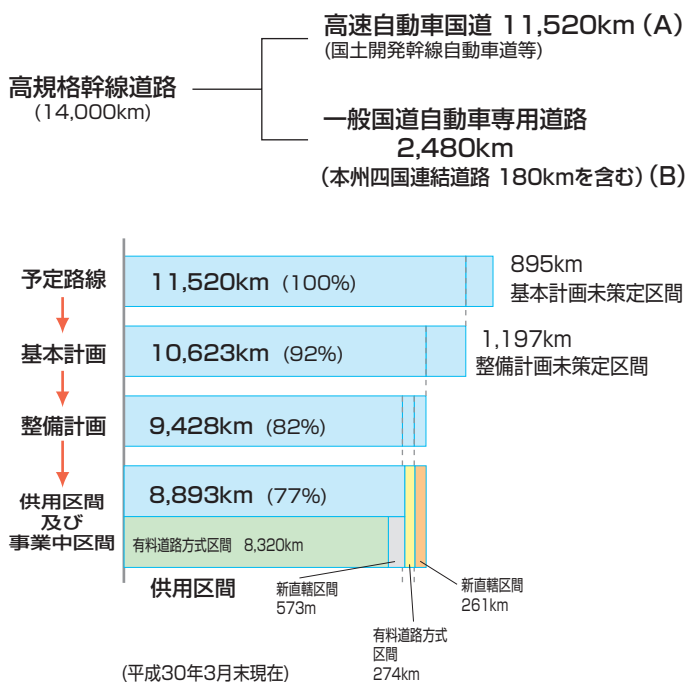 高速自動車国道 11,520km (A)
(国土開発幹線自動車道等)
高規格幹線道路
(14,000km)
一般国道自動車専用道路
2,480km
(本州四国連結道路 180kmを含む) (B)
予定路線
11,520km (100%)
895km
基本計画未策定区間
基本計画
10,623km (92%)
1,197km
整備計画未策定区間
整備計画
9,428km (82%)
供用区間
及び
事業中区間
8,893km (77%)
有料道路方式区間 8,320km
供用区間
新直轄区間
573m
有料道路方式
区間
274km
新直轄区間
261km
(平成30年3月末現在)